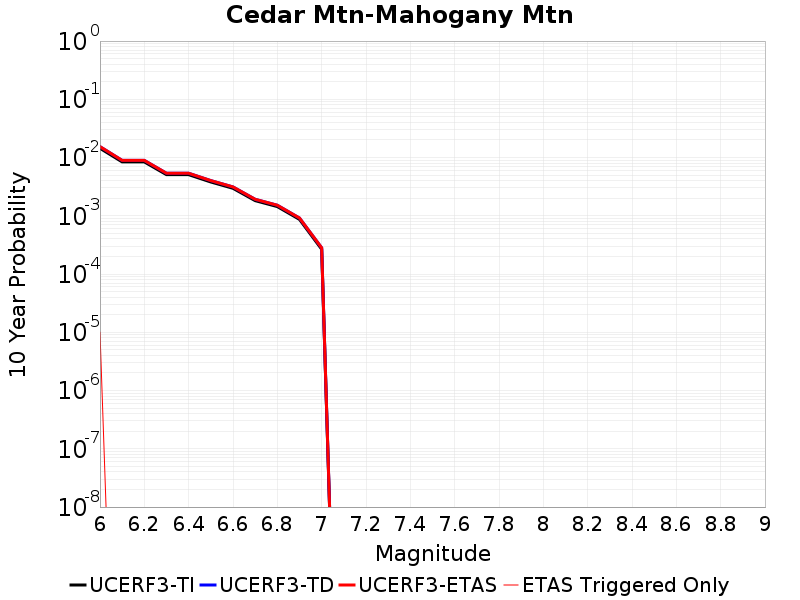 Cedar Mtn-Mahogany Mtn
10 Year Probability
10^0
10^-1
10^-2
10^-3
10^-4
10^-5
10^-6
10^-7
10^-8
6 6.2 6.4 6.6 6.8 7 7.2 7.4 7.6 7.8 8 8.2 8.4 8.6 8.8 9
Magnitude
UCERF3-TI UCERF3-TD UCERF3-ETAS ETAS Triggered Only